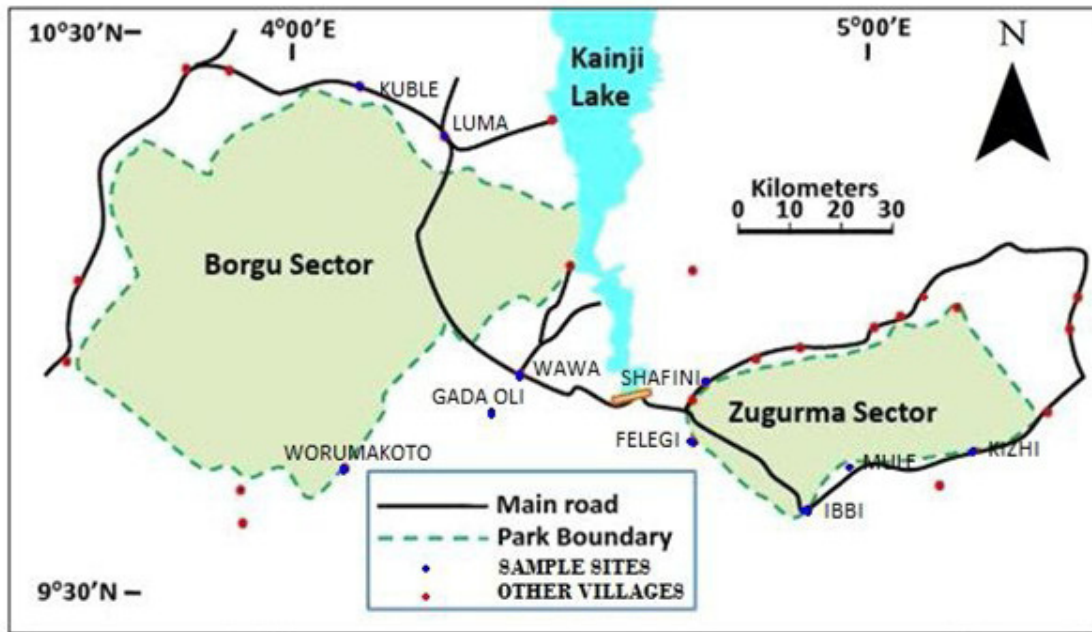 10°30'N
4°00'E
5°00'E
N
Kainji
Lake
KUBLE
LUMA
Kilometers
0 10 20 30
Borgu Sector
WAWA
SHAFINI
GADA OLI
Zugurma Sector
FELEGI
WORUMAKOTO
MULE
KIZHI
IBBI
Main road
Park Boundary
SAMPLE SITES
OTHER VILLAGES
9°30'N